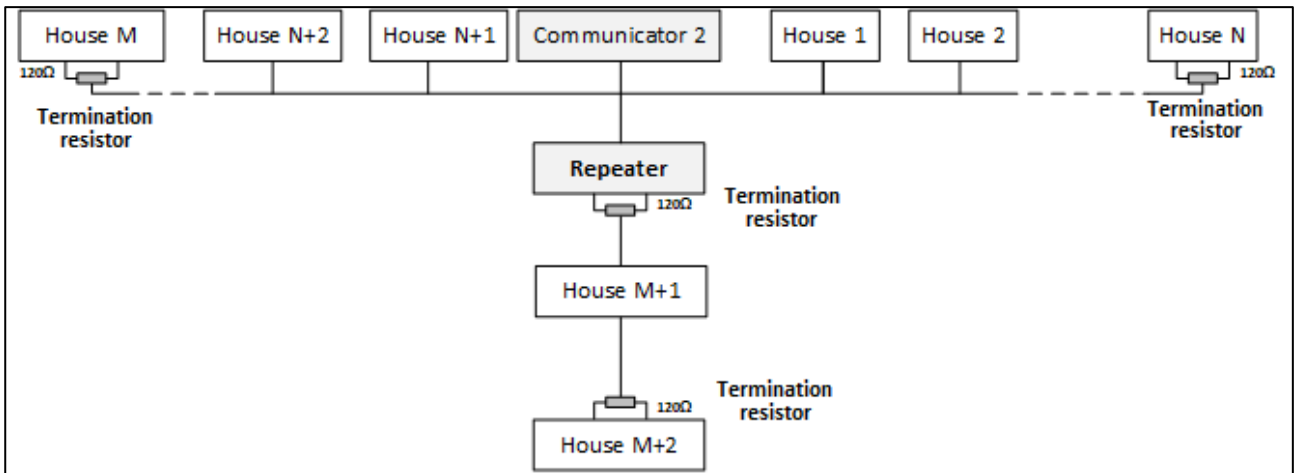 House M
House N+2
House N+1
Communicator 2
House 1
House 2
House N
120Ω
120Ω
Termination
resistor
Termination
resistor
Repeater
120Ω
Termination
resistor
House M+1
Termination
resistor
120Ω
House M+2